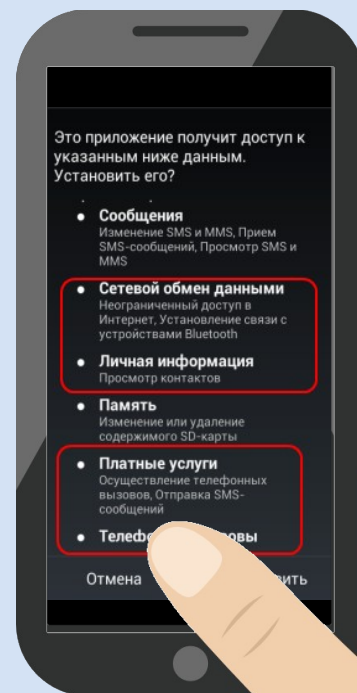 Это приложение получит доступ к
указанным ниже данным.
Установить его?
• Сообщения
Изменение SMS и MMS, Прием
SMS-сообщений, Просмотр SMS и
MMS
• Сетевой обмен данными
Неограниченный доступ в
Интернет, Установление связи с
устройствами Bluetooth
• Личная информация
Просмотр контактов
• Память
Изменение или удаление
содержимого SD-карты
• Платные услуги
Осуществление телефонных
вызовов, Отправка SMS-
сообщений
•
Отмена